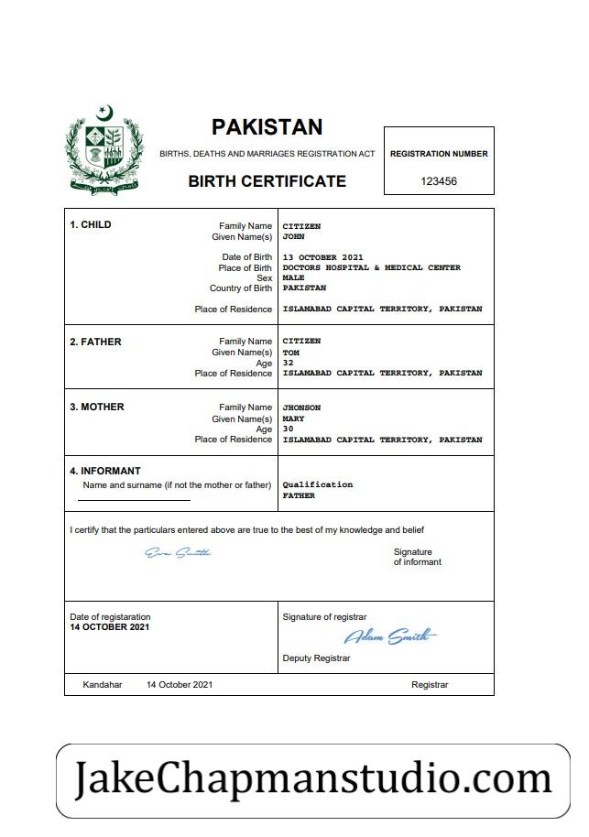 PAKISTAN
BIRTHS, DEATHS AND MARRIAGES REGISTRATION ACT
BIRTH CERTIFICATE
REGISTRATION NUMBER
123456
1. CHILD
Family Name CITIZEN
Given Name(s) JOHN
Date of Birth 13 OCTOBER 2021
Place of Birth DOCTORS HOSPITAL & MEDICAL CENTER
Sex MALE
Country of Birth PAKISTAN
Place of Residence ISLAMABAD CAPITAL TERRITORY, PAKISTAN
2. FATHER
Family Name CITIZEN
Given Name(s) TOM
Age 32
Place of Residence ISLAMABAD CAPITAL TERRITORY, PAKISTAN
3. MOTHER
Family Name JHONSON
Given Name(s) MARY
Age 30
Place of Residence ISLAMABAD CAPITAL TERRITORY, PAKISTAN
4. INFORMANT
Name and surname (if not the mother or father) Qualification
FATHER
I certify that the particulars entered above are true to the best of my knowledge and belief
Smith
Signature
of informant
Date of registaration
14 OCTOBER 2021
Signature of registrar
Adam Smith
Deputy Registrar
Kandahar 14 October 2021 Registrar
JakeChapmanstudio.com